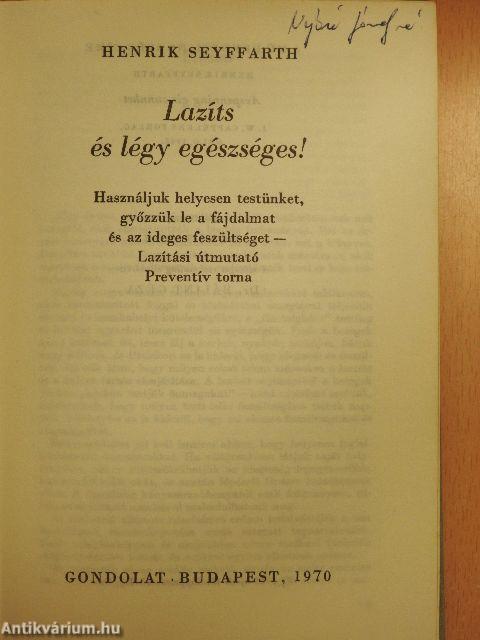 HENRIK SEYFFARTH
Lazíts
és légy egészséges!
Használjuk helyesen testünket,
győzzük le a fájdalmat
és az ideges feszültséget —
Lazítási útmutató
Preventív torna
GONDOLAT · BUDAPEST, 1970
Antikvárium.hu